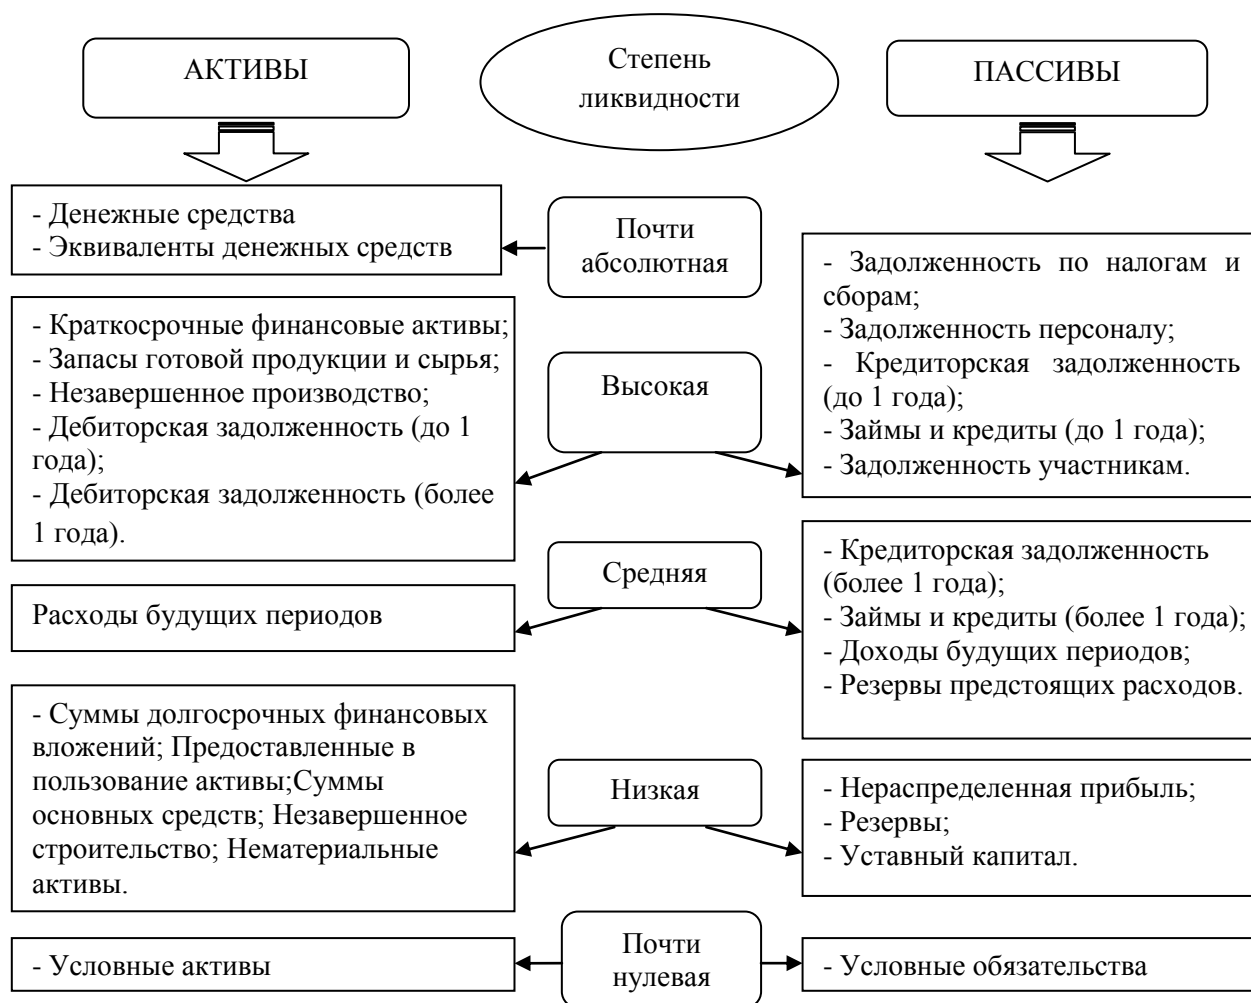 АКТИВЫ
Степень
ликвидности
ПАССИВЫ
- Денежные средства
- Эквиваленты денежных средств
Почти
абсолютная
- Задолженность по налогам и
сборам;
- Задолженность персоналу;
- Кредиторская задолженность
(до 1 года);
- Займы и кредиты (до 1 года);
- Задолженность участникам.
- Краткосрочные финансовые активы;
- Запасы готовой продукции и сырья;
- Незавершенное производство;
- Дебиторская задолженность (до 1
года);
- Дебиторская задолженность (более
1 года).
Высокая
Средняя
- Кредиторская задолженность
(более 1 года);
- Займы и кредиты (более 1 года);
- Доходы будущих периодов;
- Резервы предстоящих расходов.
Расходы будущих периодов
- Суммы долгосрочных финансовых
вложений; Предоставленные в
пользование активы;Суммы
основных средств; Незавершенное
строительство; Нематериальные
активы.
Низкая
- Нераспределенная прибыль;
- Резервы;
- Уставный капитал.
- Условные активы
Почти
нулевая
- Условные обязательства